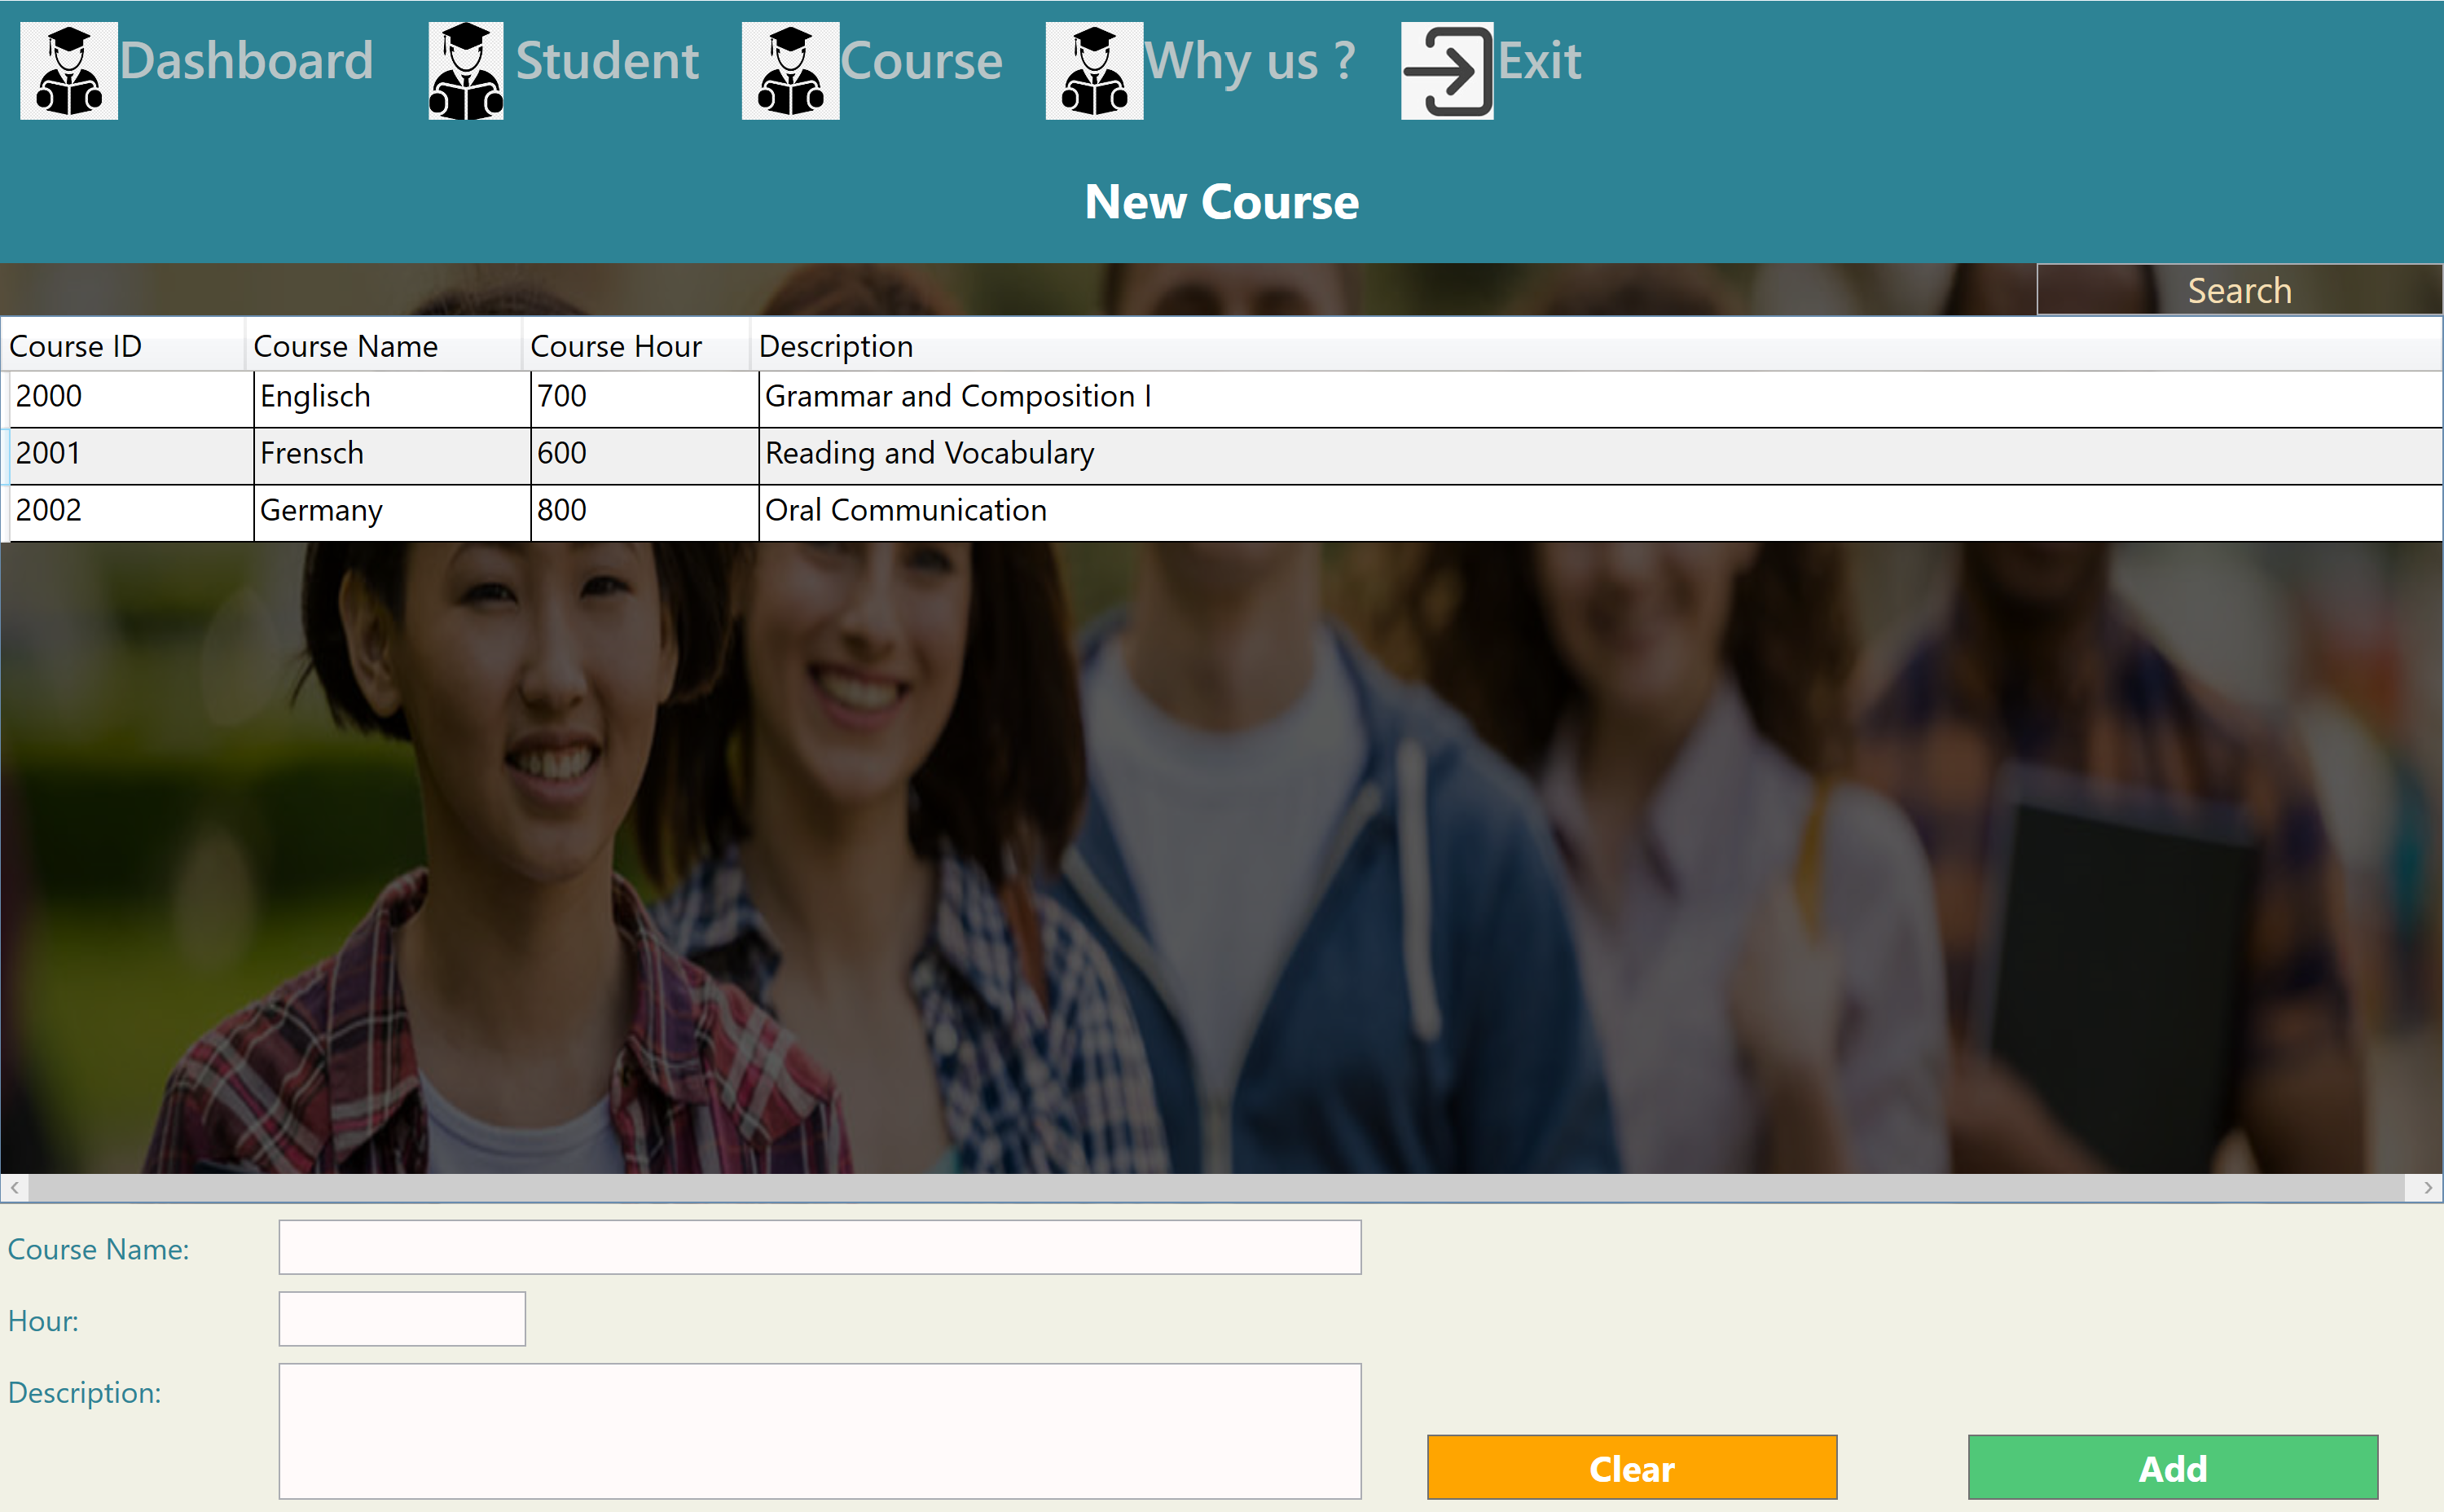 Dashboard Student Course Why us ? Exit
New Course
Search
Course ID Course Name Course Hour Description
2000 Englisch 700 Grammar and Composition I
2001 Frensch 600 Reading and Vocabulary
2002 Germany 800 Oral Communication
Course Name:
Hour:
Description:
Clear Add